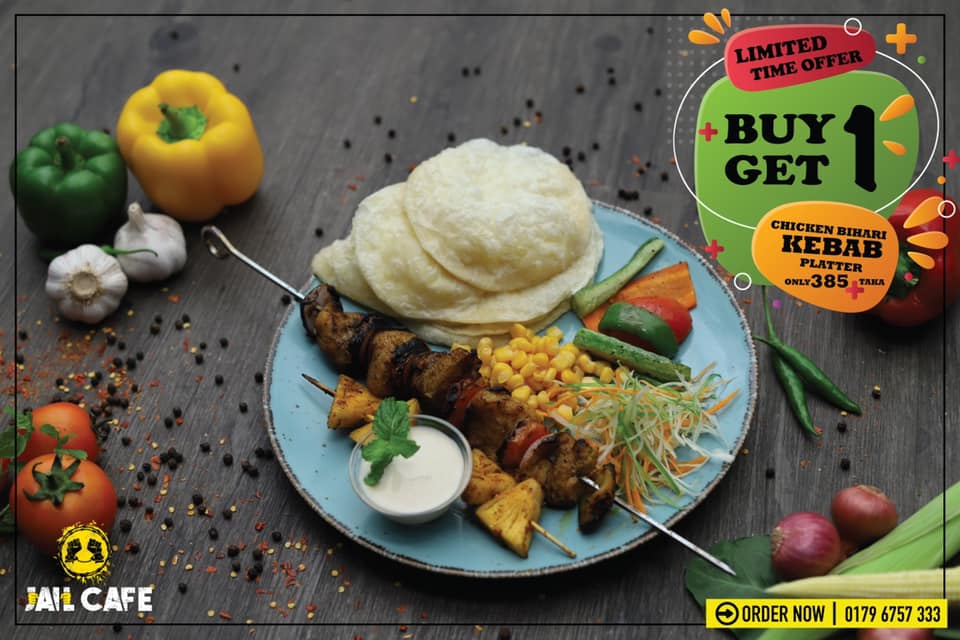 LIMITED
TIME OFFER
BUY 1
GET
CHICKEN BIHARI
KEBAB
PLATTER
ONLY 385 TAKA
JAIL CAFE
ORDER NOW | 0179 6757 333